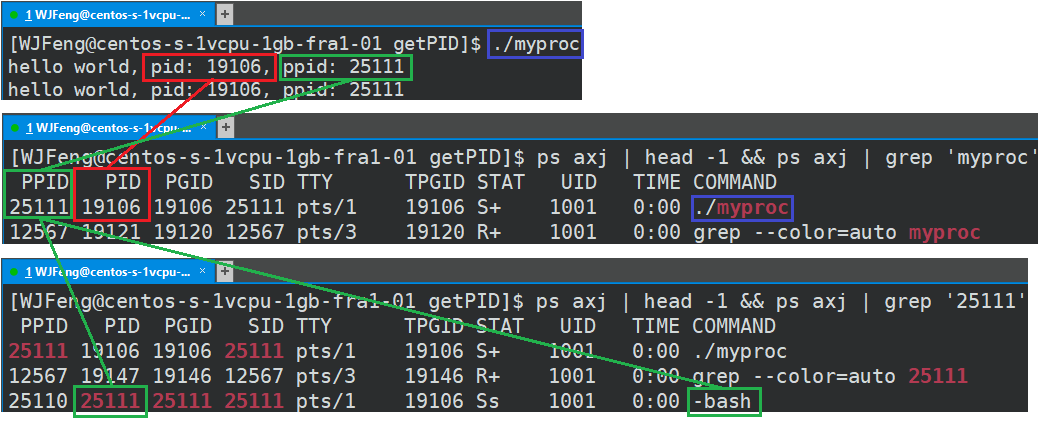 1 WJFeng@centos-s-1vcpu-... × +
[WJFeng@centos-s-1vcpu-1gb-fra1-01 getPID]$ ./myproc
hello world, pid: 19106, ppid: 25111
hello world, pid: 19106, ppid: 25111
1 WJFeng@centos-s-1vcpu-... × +
[WJFeng@centos-s-1vcpu-1gb-fra1-01 getPID]$ ps axj | head -1 && ps axj | grep 'myproc'
PPID PID PGID SID TTY TPGID STAT UID TIME COMMAND
25111 19106 19106 25111 pts/1 19106 S+ 1001 0:00 ./myproc
12567 19121 19120 12567 pts/3 19120 R+ 1001 0:00 grep --color=auto myproc
1 WJFeng@centos-s-1vcpu-... × +
[WJFeng@centos-s-1vcpu-1gb-fra1-01 getPID]$ ps axj | head -1 && ps axj | grep '25111'
PPID PID PGID SID TTY TPGID STAT UID TIME COMMAND
25111 19106 19106 25111 pts/1 19106 S+ 1001 0:00 ./myproc
12567 19147 19146 12567 pts/3 19146 R+ 1001 0:00 grep --color=auto 25111
25110 25111 25111 25111 pts/1 19106 Ss 1001 0:00 -bash